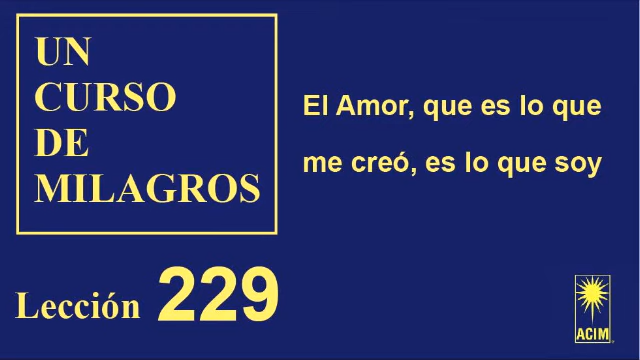 UN
CURSO
DE
MILAGROS
El Amor, que es lo que
me creó, es lo que soy
Lección 229
ACIM